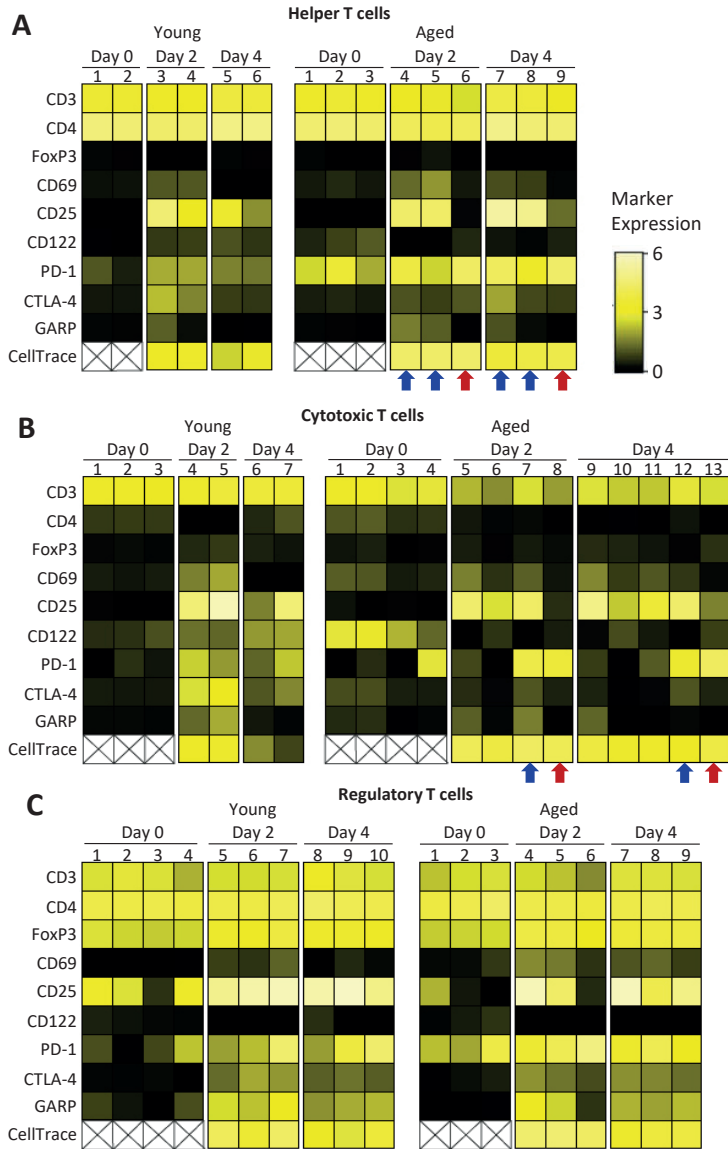 A
Helper T cells
Young
Aged
Day 0 Day 2 Day 4 Day 0 Day 2 Day 4
1 2 3 4 5 6 1 2 3 4 5 6 7 8 9
CD3
CD4
FoxP3
CD69
CD25
CD122
PD-1
CTLA-4
GARP
CellTrace
Marker
Expression
6
3
0
B
Cytotoxic T cells
Young
Aged
Day 0 Day 2 Day 4 Day 0 Day 2 Day 4
1 2 3 4 5 6 7 1 2 3 4 5 6 7 8 9 10 11 12 13
CD3
CD4
FoxP3
CD69
CD25
CD122
PD-1
CTLA-4
GARP
CellTrace
C
Regulatory T cells
Young
Aged
Day 0 Day 2 Day 4 Day 0 Day 2 Day 4
1 2 3 4 5 6 7 8 9 10 1 2 3 4 5 6 7 8 9
CD3
CD4
FoxP3
CD69
CD25
CD122
PD-1
CTLA-4
GARP
CellTrace